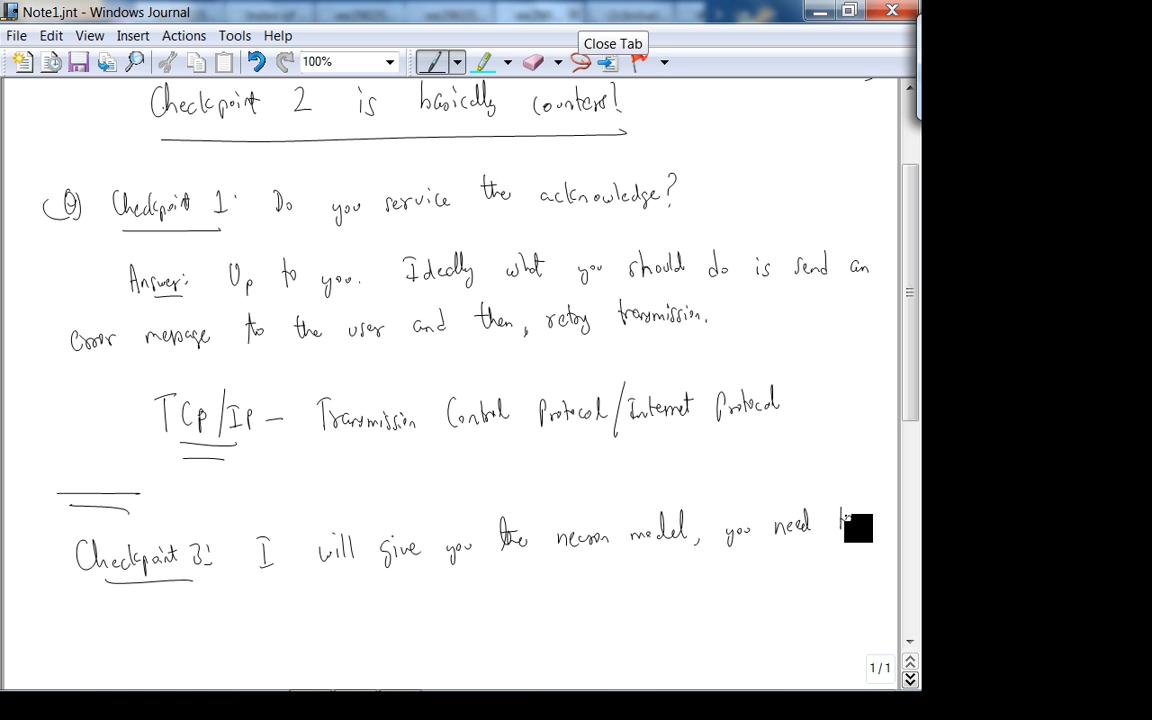 Note1.jnt - Windows Journal
File Edit View Insert Actions Tools Help
Close Tab
100%
Checkpoint 2 is basically counters!
Q) Checkpoint 1: Do you service the acknowledge?
Answer: Up to you. Ideally what you should do is send an
error message to the user and then, retry transmission.
TCP/IP - Transmission Control Protocol/Internet Protocol
Checkpoint 3: I will give you the model, you need
1/1